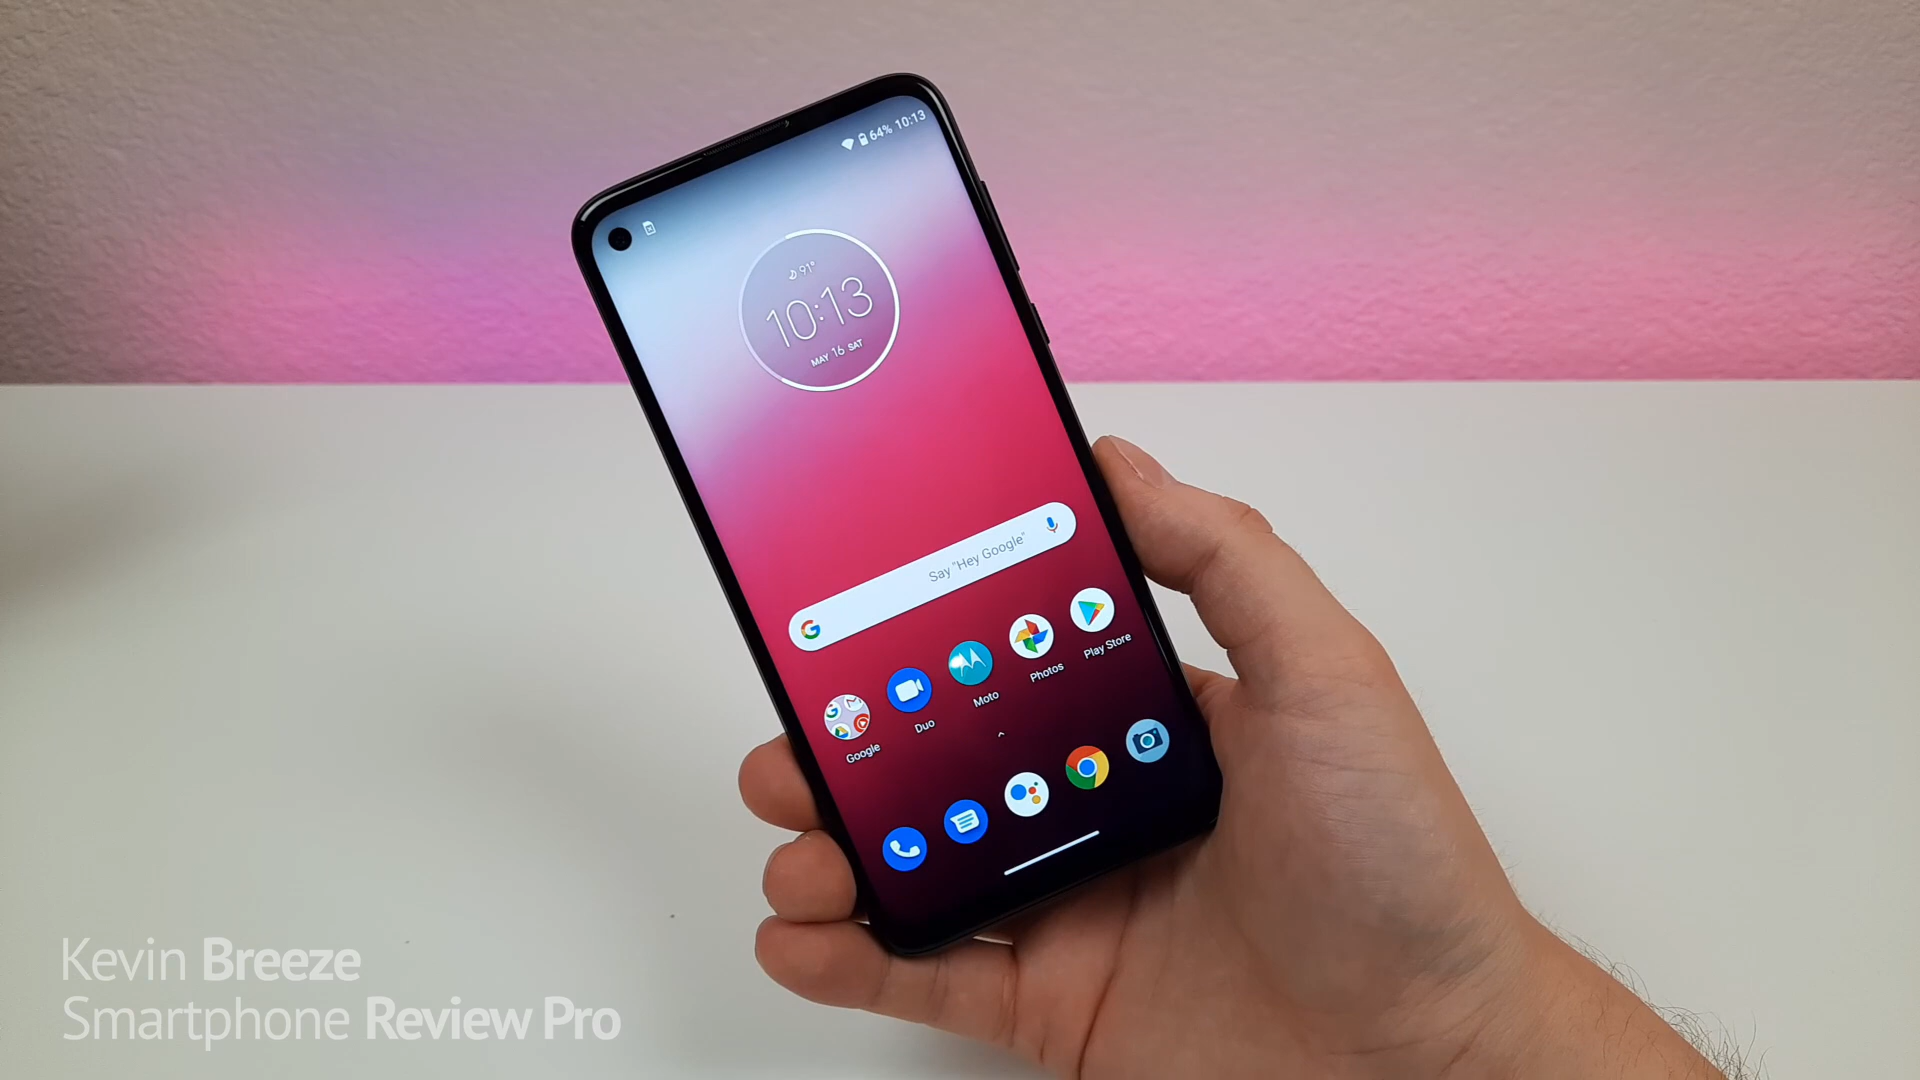 64% 10:13
91°
10:13
MAY 16 SAT
Say "Hey Google"
Google
Duo
Moto
Photos
Play Store
Kevin Breeze
Smartphone Review Pro